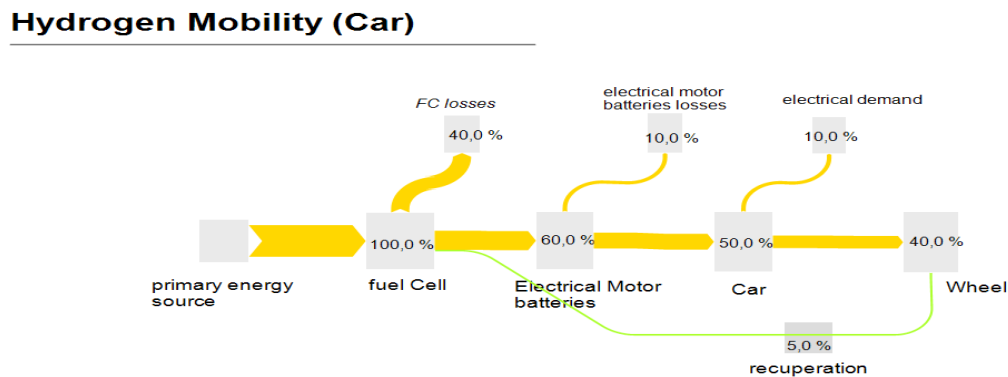 Hydrogen Mobility (Car)
FC losses
electrical motor
batteries losses
electrical demand
40,0 %
10,0 %
10,0 %
100,0 %
60,0 %
50,0 %
40,0 %
primary energy
source
fuel Cell
Electrical Motor
batteries
Car
Wheel
5,0 %
recuperation